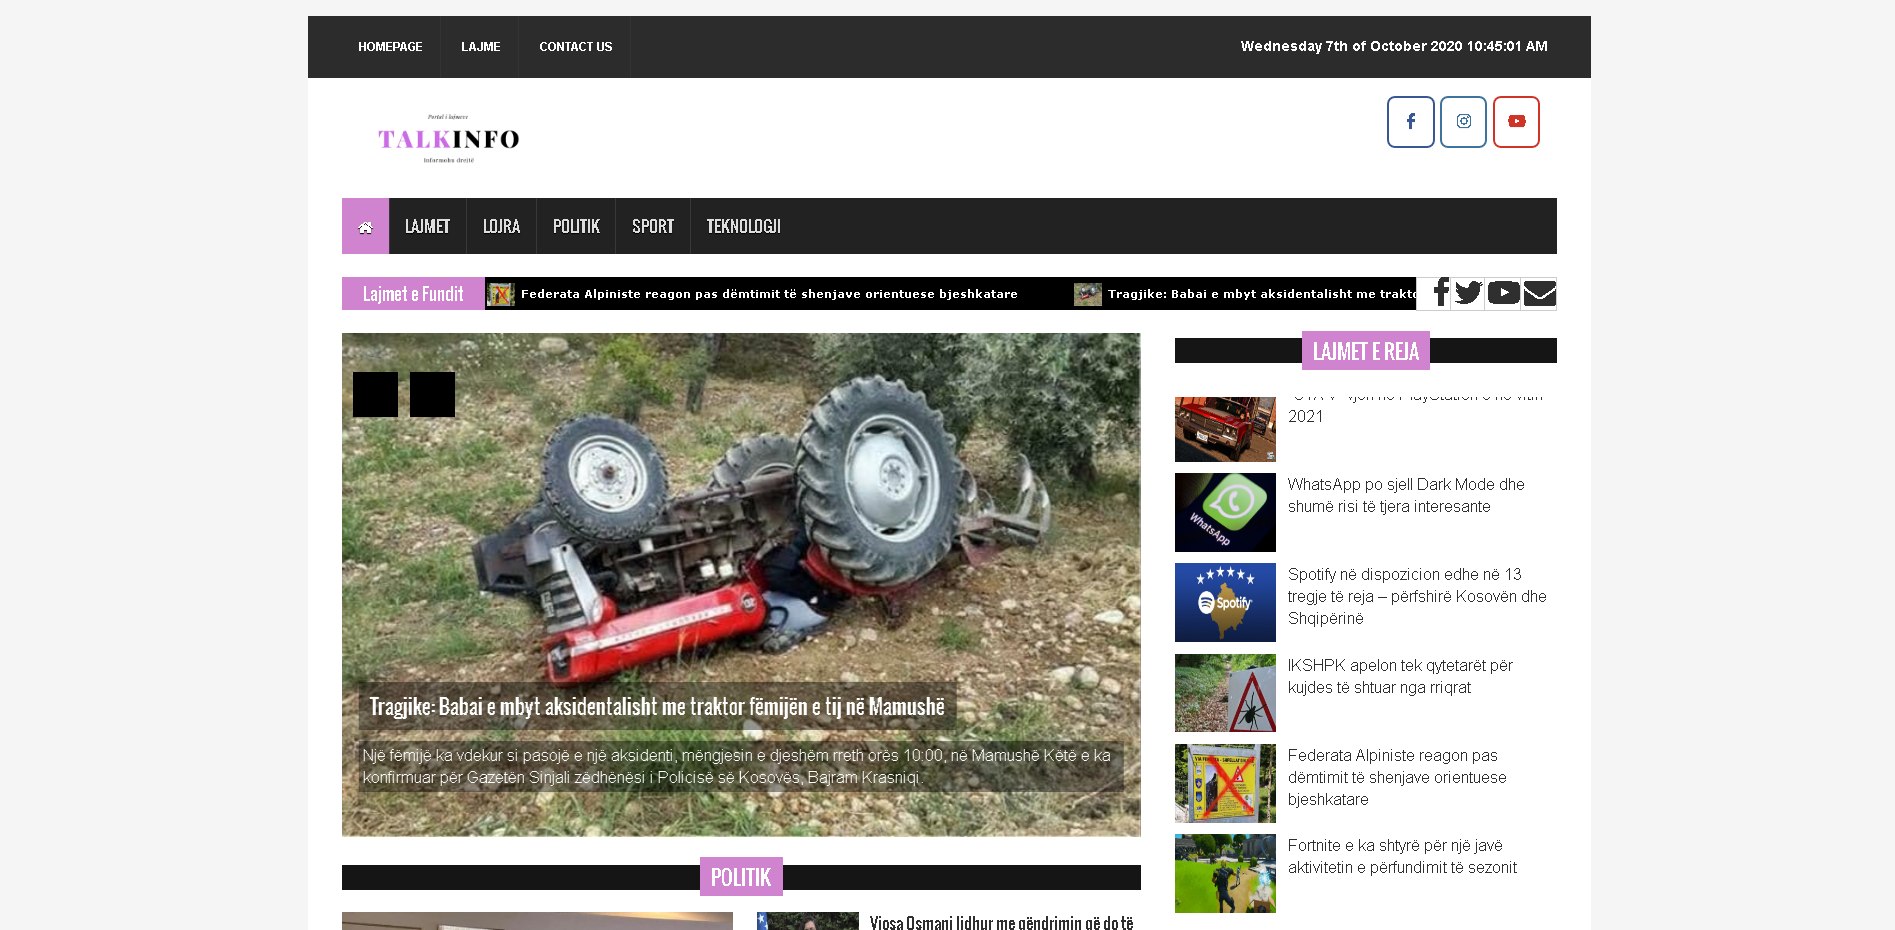 HOMEPAGE
LAJME
CONTACT US
Wednesday 7th of October 2020 10:45:01 AM
Portal i lajmeve
TALKINFO
Informohu drejtë
LAJMET
LOJRA
POLITIK
SPORT
TEKNOLOGJI
Lajmet e Fundit
Federata Alpiniste reagon pas dëmtimit të shenjave orientuese bjeshkatare
Tragjike: Babai e mbyt aksidentalisht me trakto
Tragjike: Babai e mbyt aksidentalisht me traktor fëmijën e tij në Mamushë
Një fëmijë ka vdekur si pasojë e një aksidenti, mëngjesin e djeshëm rreth orës 10:00, në Mamushë Këtë e ka
konfirmuar për Gazetën Sinjali zëdhënësi i Policisë së Kosovës, Bajram Krasniqi.
LAJMET E REJA
2021
WhatsApp
WhatsApp po sjell Dark Mode dhe
shumë risi të tjera interesante
Spotify
Spotify në dispozicion edhe në 13
tregje të reja – përfshirë Kosovën dhe
Shqipërinë
IKSHPK apelon tek qytetarët për
kujdes të shtuar nga rriqrat
Federata Alpiniste reagon pas
dëmtimit të shenjave orientuese
bjeshkatare
Fortnite e ka shtyrë për një javë
aktivitetin e përfundimit të sezonit
POLITIK
Vjosa Osmani lidhur me qëndrimin që do të